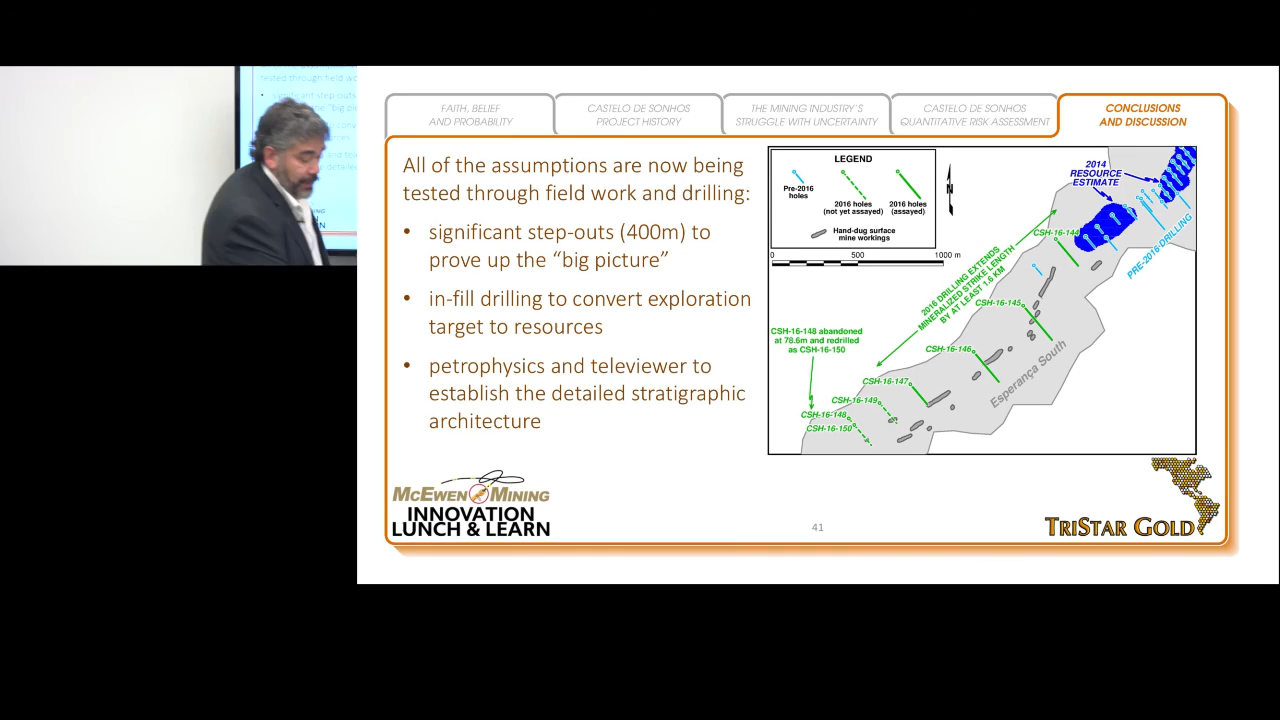 FAITH, BELIEF
AND PROBABILITY
CASTELO DE SONHOS
PROJECT HISTORY
THE MINING INDUSTRY'S
STRUGGLE WITH UNCERTAINTY
CASTELO DE SONHOS
QUANTITATIVE RISK ASSESSMENT
CONCLUSIONS
AND DISCUSSION
All of the assumptions are now being
tested through field work and drilling:
• significant step-outs (400m) to
prove up the “big picture”
• in-fill drilling to convert exploration
target to resources
• petrophysics and televiewer to
establish the detailed stratigraphic
architecture
LEGEND
Pre-2016
holes
2016 holes
(not yet assayed)
2016 holes
(assayed)
Hand-dug surface
mine workings
0 500 1000 m
N
2014
RESOURCE
ESTIMATE
PRE-2016 DRILLING
2016 DRILLING EXTENDS
MINERALIZED STRIKE LENGTH
BY AT LEAST 1.6 KM
CSH-16-144
CSH-16-145
CSH-16-146
CSH-16-147
CSH-16-149
CSH-16-148
CSH-16-150
CSH-16-148 abandoned
at 78.6m and redrilled
as CSH-16-150
Esperança South
MCEWEN MINING
INNOVATION
LUNCH & LEARN
41
TRISTAR GOLD